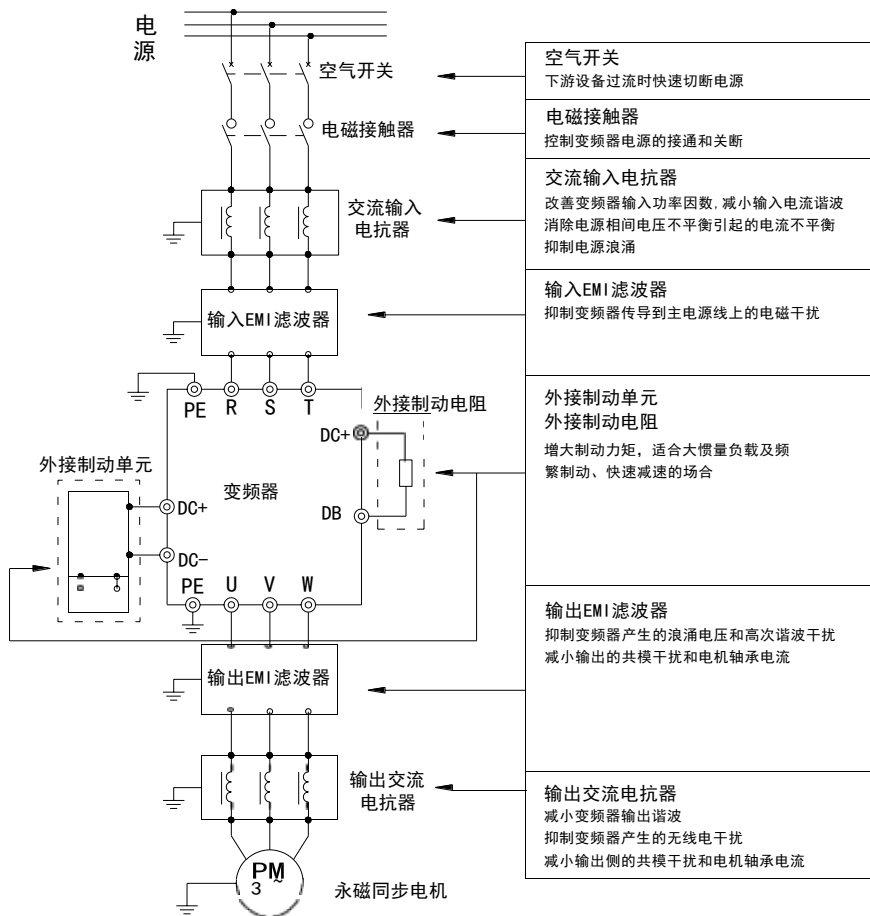 电
源
空气开关
电磁接触器
交流输入
电抗器
输入EMI滤波器
PE R S T
外接制动电阻
DC+
外接制动单元
变频器
DC+
DB
DC-
PE U V W
输出EMI滤波器
输出交流
电抗器
PM
3 ~
永磁同步电机
空气开关
下游设备过流时快速切断电源
电磁接触器
控制变频器电源的接通和关断
交流输入电抗器
改善变频器输入功率因数,减小输入电流谐波
消除电源相间电压不平衡引起的电流不平衡
抑制电源浪涌
输入EMI滤波器
抑制变频器传导到主电源线上的电磁干扰
外接制动单元
外接制动电阻
增大制动力矩，适合大惯量负载及频
繁制动、快速减速的场合
输出EMI滤波器
抑制变频器产生的浪涌电压和高次谐波干扰
减小输出的共模干扰和电机轴承电流
输出交流电抗器
减小变频器输出谐波
抑制变频器产生的无线电干扰
减小输出侧的共模干扰和电机轴承电流